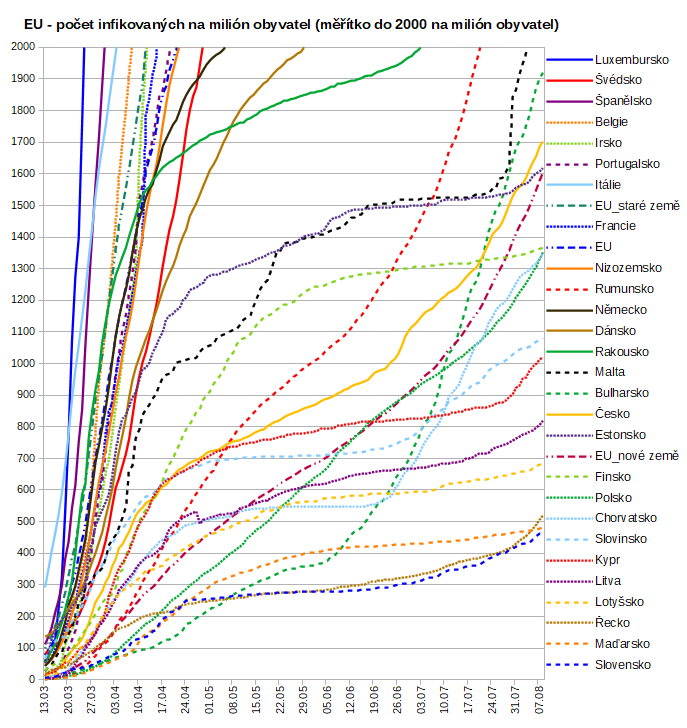 EU - počet infikovaných na milión obyvatel (měřítko do 2000 na milión obyvatel)
2000
1900
1800
1700
1600
1500
1400
1300
1200
1100
1000
900
800
700
600
500
400
300
200
100
0
13.03
20.03
27.03
03.04
10.04
17.04
24.04
01.05
08.05
15.05
22.05
29.05
05.06
12.06
19.06
26.06
03.07
10.07
17.07
24.07
31.07
07.08
Luxembursko
Švédsko
Španělsko
Belgie
Irsko
Portugalsko
Itálie
EU_staré země
Francie
EU
Nizozemsko
Rumunsko
Německo
Dánsko
Rakousko
Malta
Bulharsko
Česko
Estonsko
EU_nové země
Finsko
Polsko
Chorvatsko
Slovinsko
Kypr
Litva
Lotyšsko
Řecko
Maďarsko
Slovensko